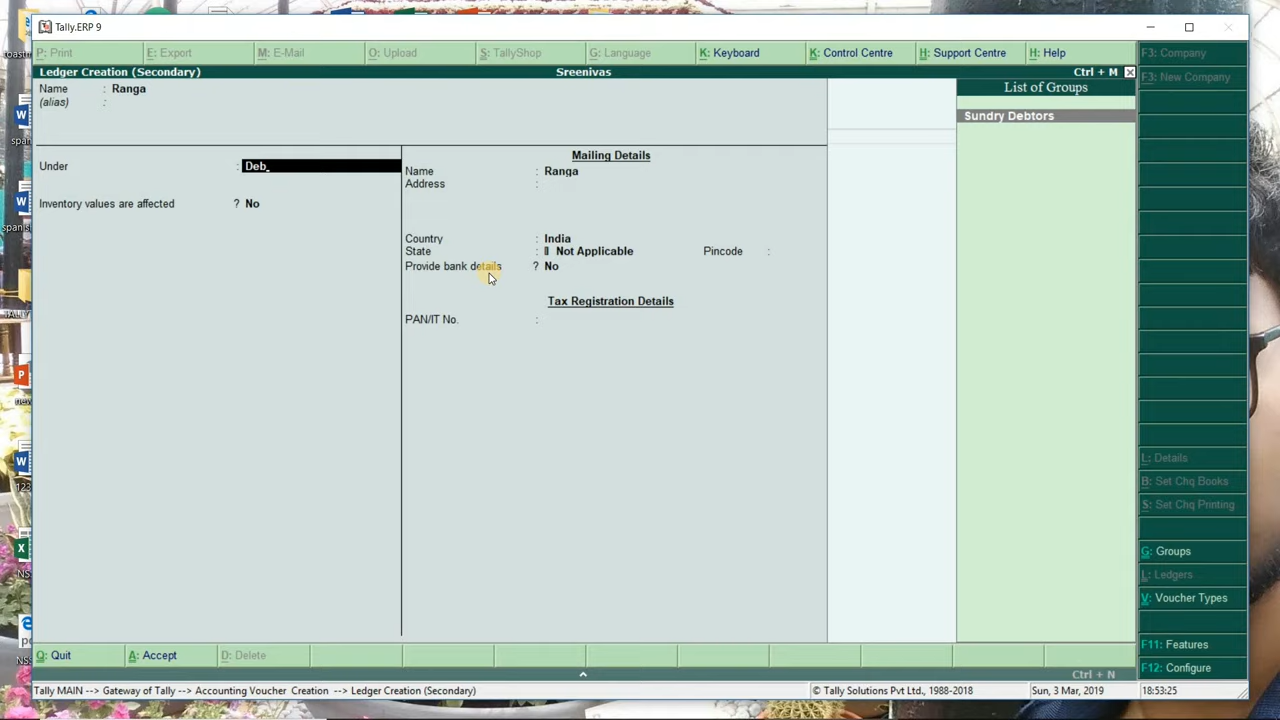 Tally.ERP 9
P: Print
E: Export
M: E-Mail
O: Upload
S: TallyShop
G: Language
K: Keyboard
K: Control Centre
H: Support Centre
H: Help
F3: Company
Ledger Creation (Secondary)
Sreenivas
Ctrl + M
F3: New Company
Name : Ranga
(alias) :
List of Groups
Sundry Debtors
Under : Deb
Inventory values are affected ? No
Mailing Details
Name : Ranga
Address :
Country : India
State : Not Applicable
Pincode :
Provide bank details ? No
Tax Registration Details
PAN/IT No. :
L: Details
B: Set Chq Books
S: Set Chq Printing
G: Groups
L: Ledgers
V: Voucher Types
F11: Features
F12: Configure
Q: Quit
A: Accept
D: Delete
Ctrl + N
Tally MAIN --> Gateway of Tally --> Accounting Voucher Creation --> Ledger Creation (Secondary)
© Tally Solutions Pvt Ltd., 1988-2018
Sun, 3 Mar, 2019
18:53:25